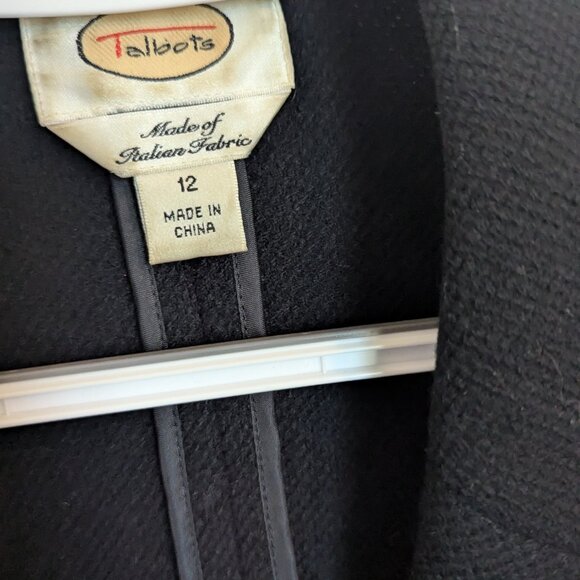 Talbots
Made of
Italian Fabric
12
MADE IN
CHINA